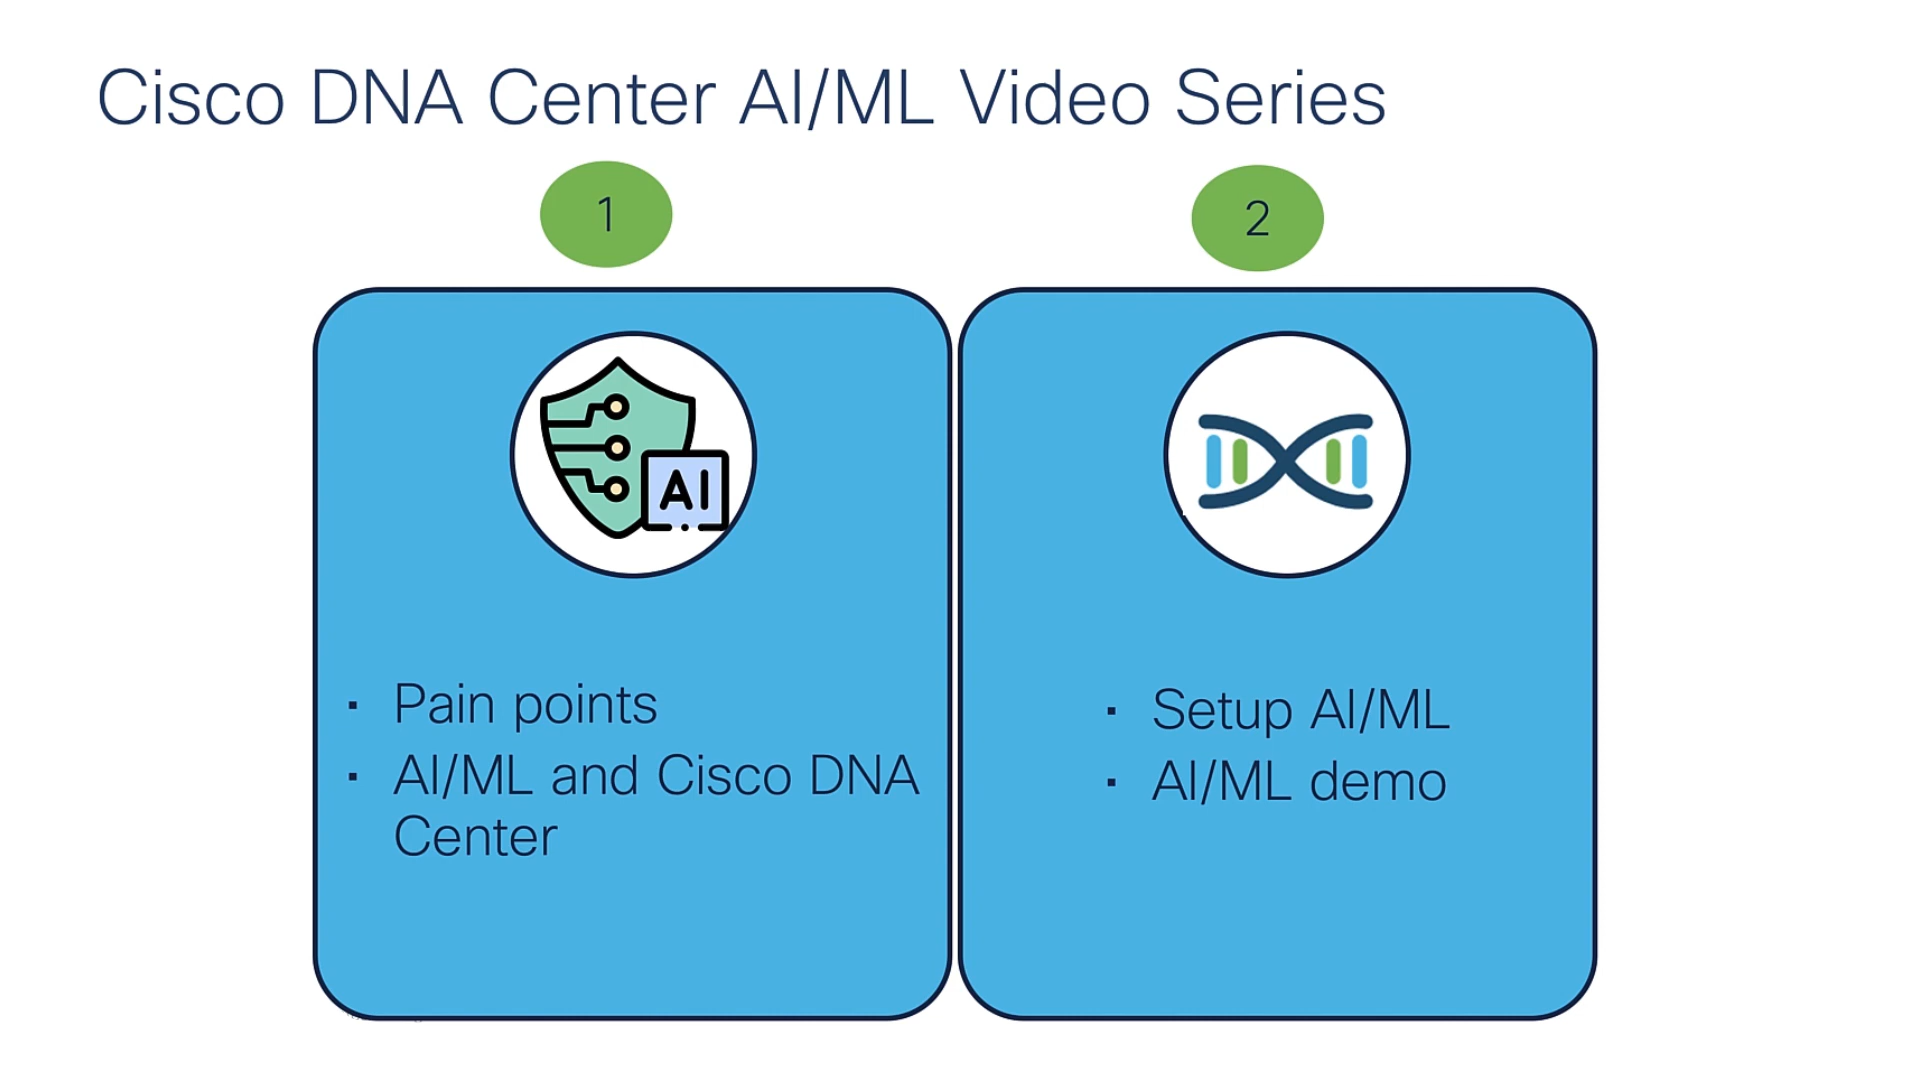 Cisco DNA Center AI/ML Video Series
1
2
AI
▪ Pain points
▪ AI/ML and Cisco DNA
Center
▪ Setup AI/ML
▪ AI/ML demo